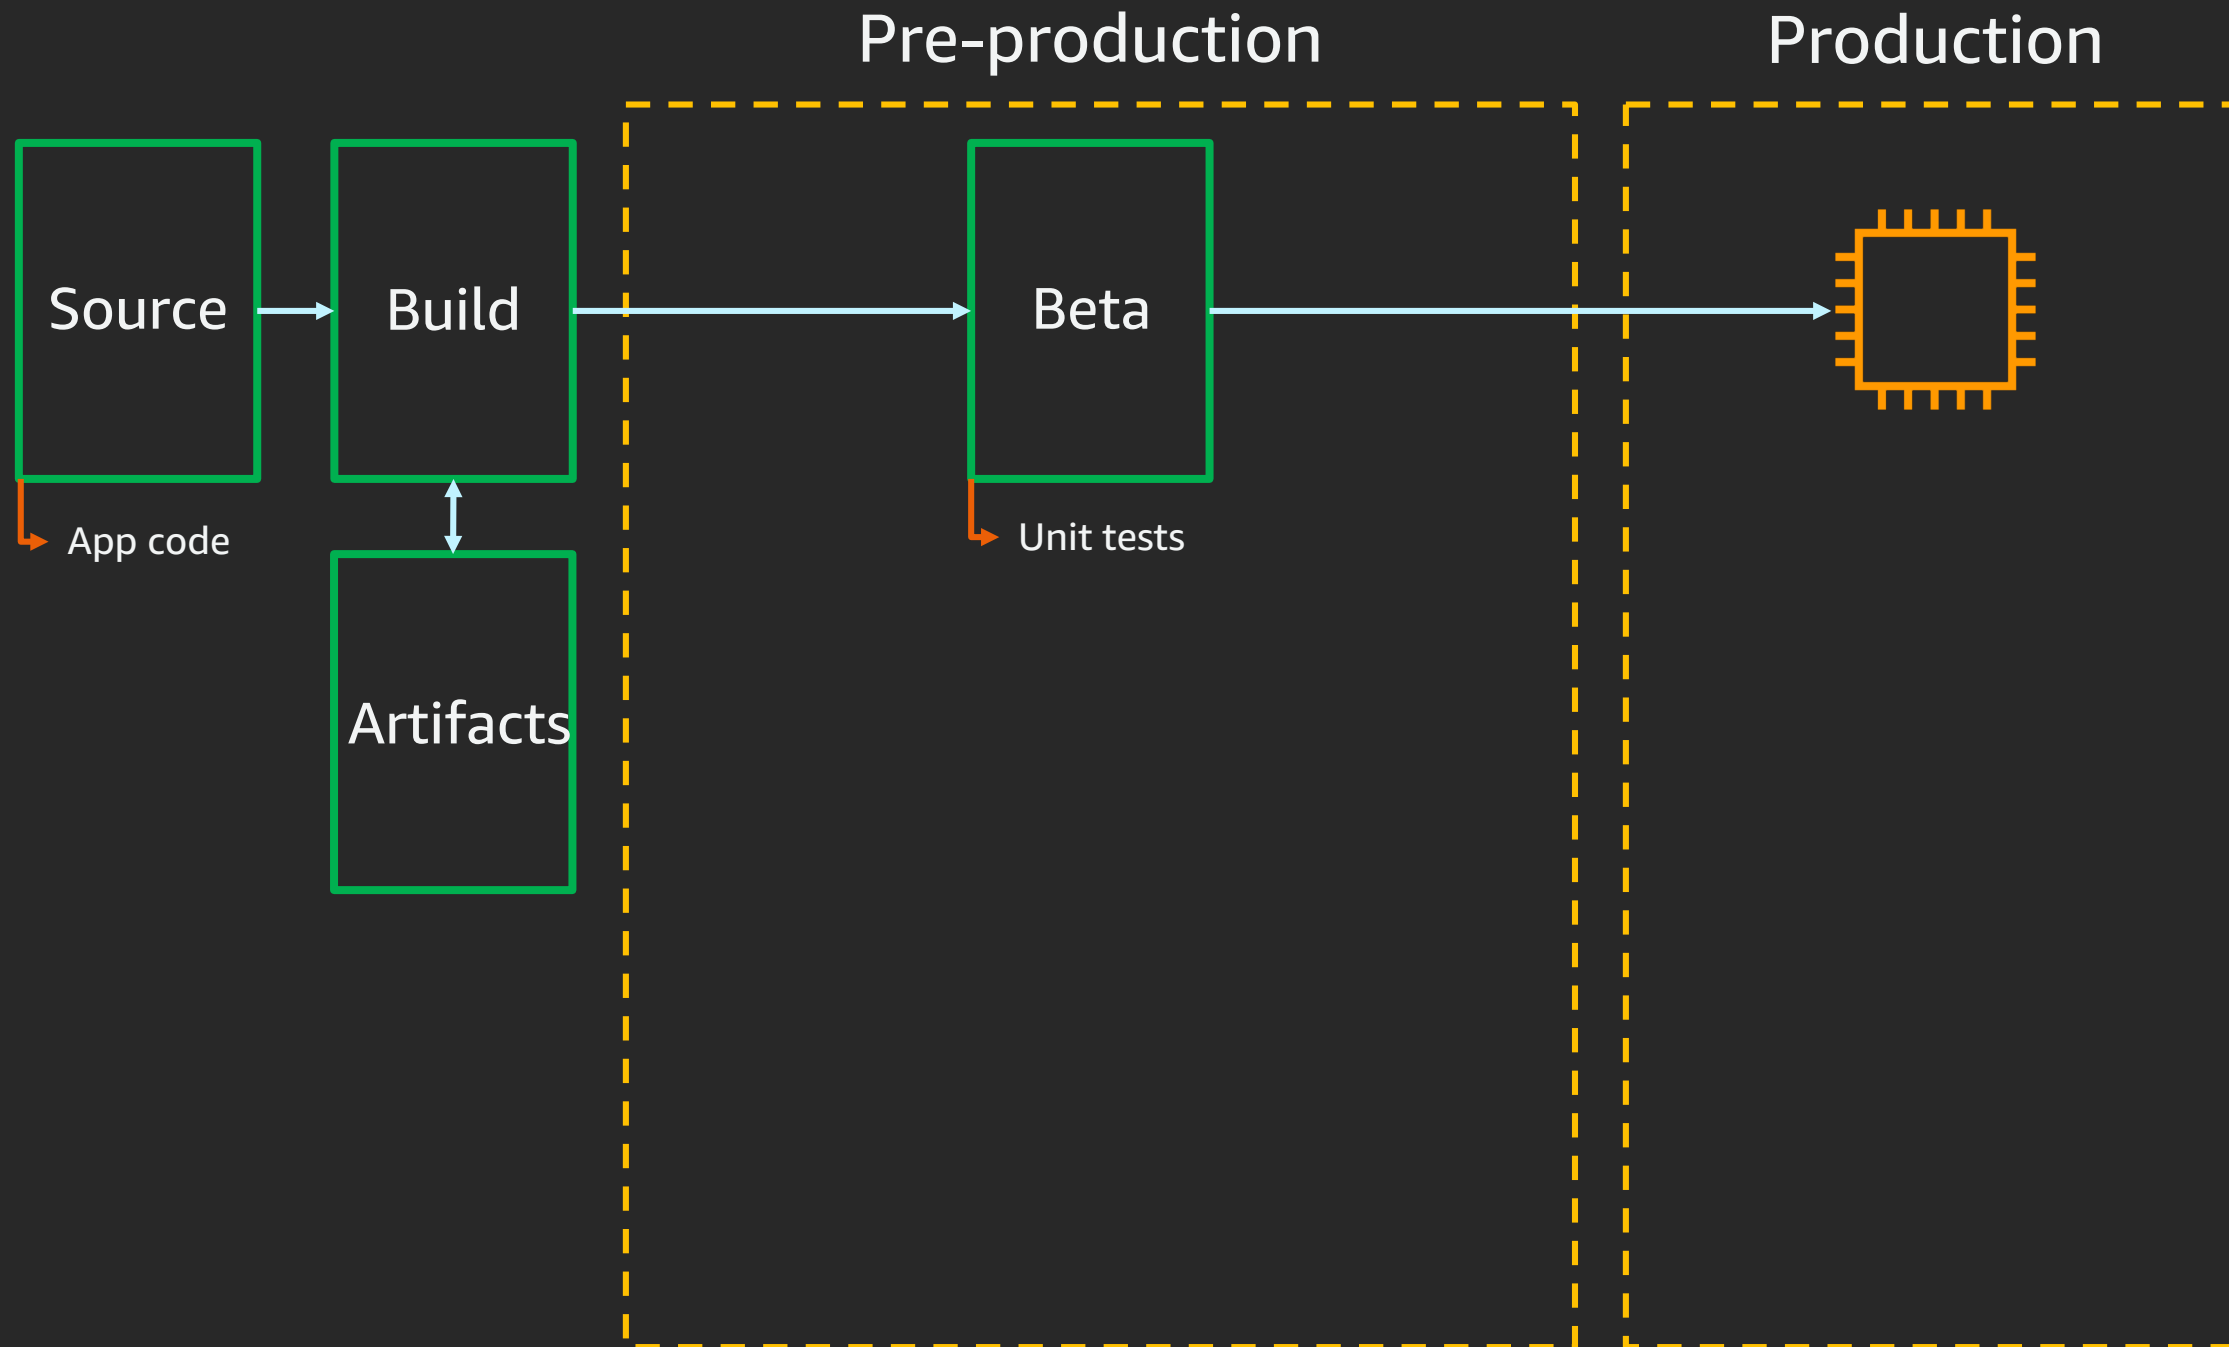 Pre-production
Production
Source
Build
Beta
App code
Unit tests
Artifacts